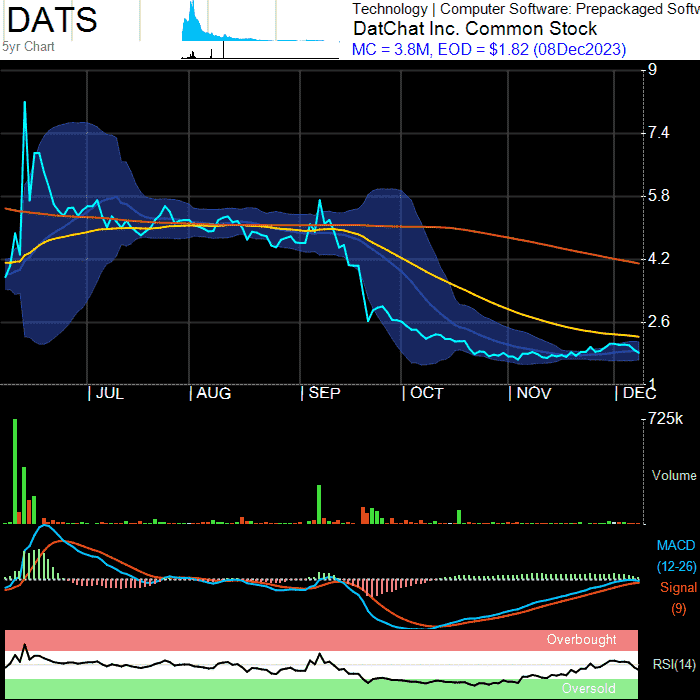 DATS
5yr Chart
Technology | Computer Software: Prepackaged Softw
DatChat Inc. Common Stock
MC = 3.8M, EOD = $1.82 (08Dec2023)
9
7.4
5.8
4.2
2.6
1
| JUL | AUG | SEP | OCT | NOV | DEC
725k
Volume
MACD
(12-26)
Signal
(9)
Overbought
RSI(14)
Oversold